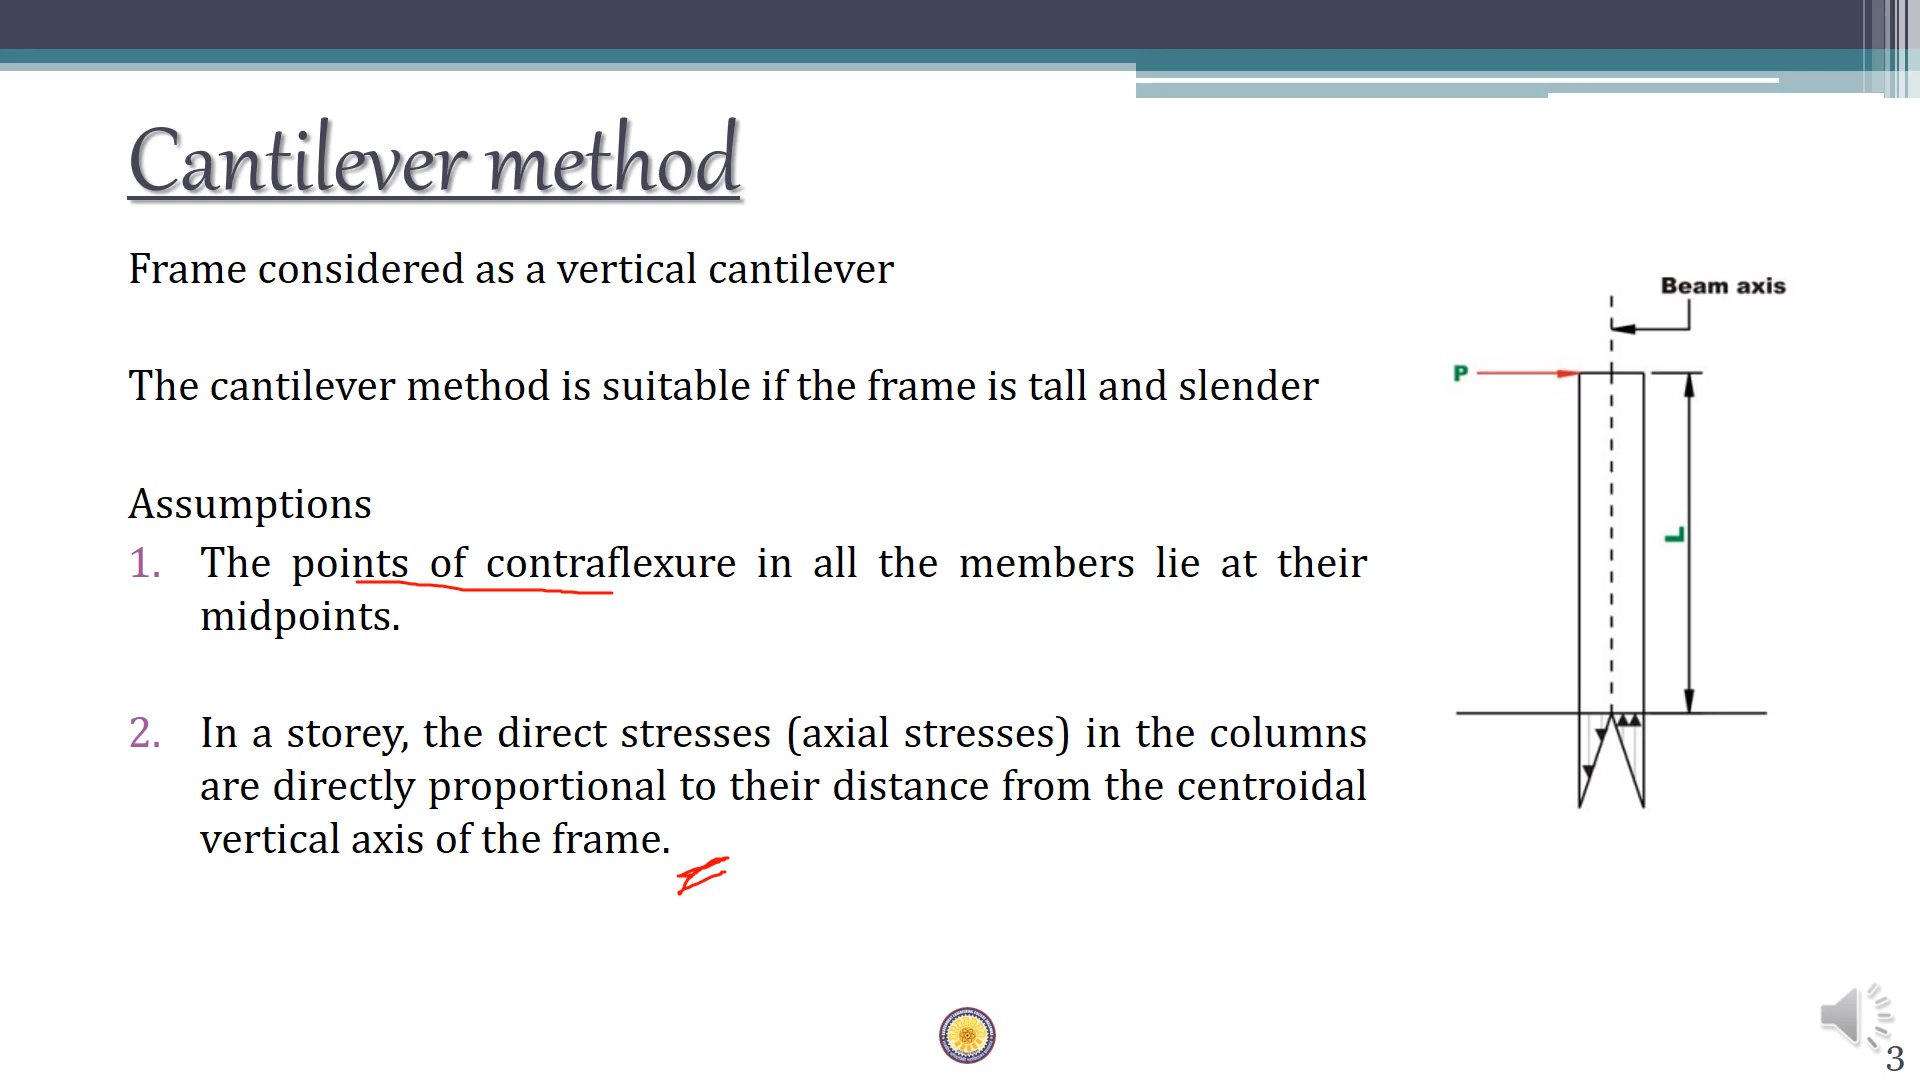 Cantilever method
Frame considered as a vertical cantilever
The cantilever method is suitable if the frame is tall and slender
Assumptions
1. The points of contraflexure in all the members lie at their
midpoints.
2. In a storey, the direct stresses (axial stresses) in the columns
are directly proportional to their distance from the centroidal
vertical axis of the frame.
Beam axis
P
L
3